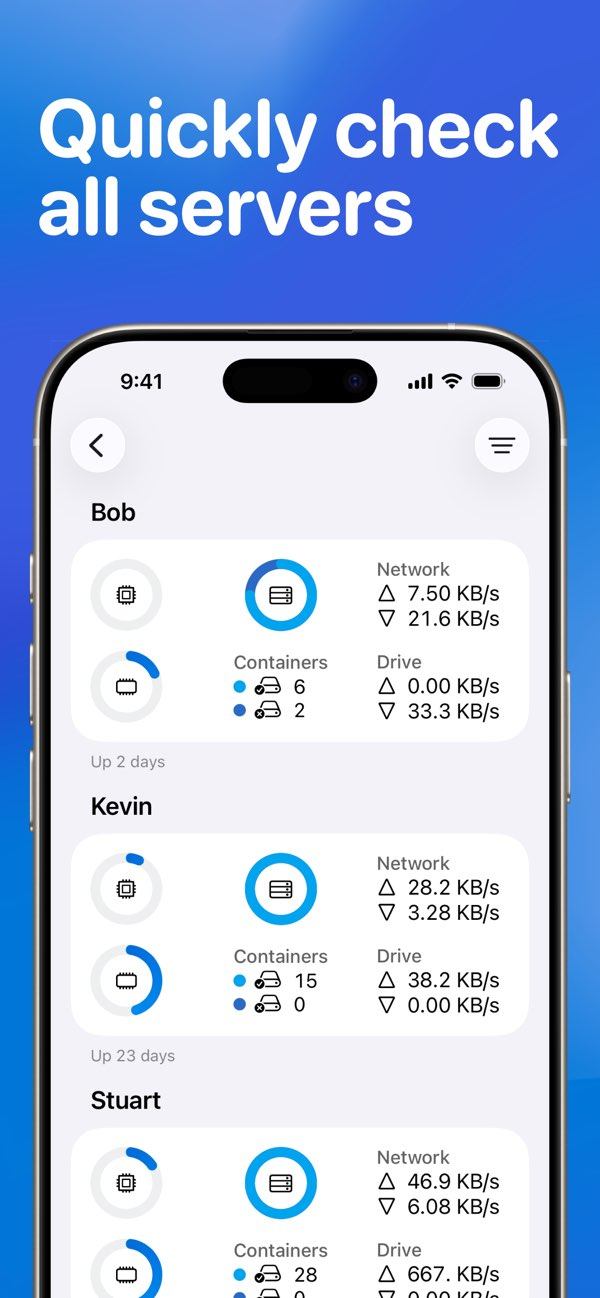 Quickly check
all servers
9:41
Bob
Network
7.50 KB/s
21.6 KB/s
Containers
6
2
Drive
0.00 KB/s
33.3 KB/s
Up 2 days
Kevin
Network
28.2 KB/s
3.28 KB/s
Containers
15
0
Drive
38.2 KB/s
0.00 KB/s
Up 23 days
Stuart
Network
46.9 KB/s
6.08 KB/s
Containers
28
Drive
667. KB/s